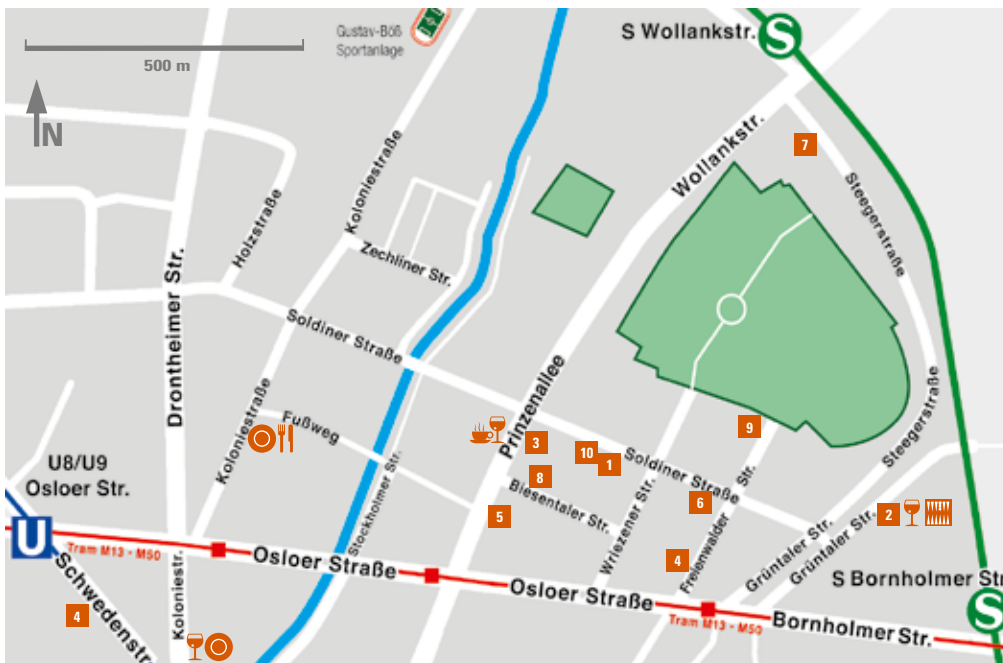 Gustav-Böß
Sportanlage
S Wollankstr.
S
500 m
N
7
Wollankstr.
Koloniestraße
Holzstraße
Steegerstraße
Zechliner Str.
Drontheimer Str.
Soldiner Straße
Prinzenallee
Koloniestraße
Fußweg
Steegerstraße
9
3
10
1
Soldiner Straße
U8/U9
Osloer Str.
8
Biesentaler Str.
Stockholmer Str.
Wriezener Str.
6
Freienwalder Str.
5
2
Grüntaler Str.
Grüntaler Str.
U
Tram M13 - M50
Osloer Straße
4
S Bornholmer Str
S
Schwedenstr.
Koloniestr.
Osloer Straße
Tram M13 - M50
Bornholmer Str.
4